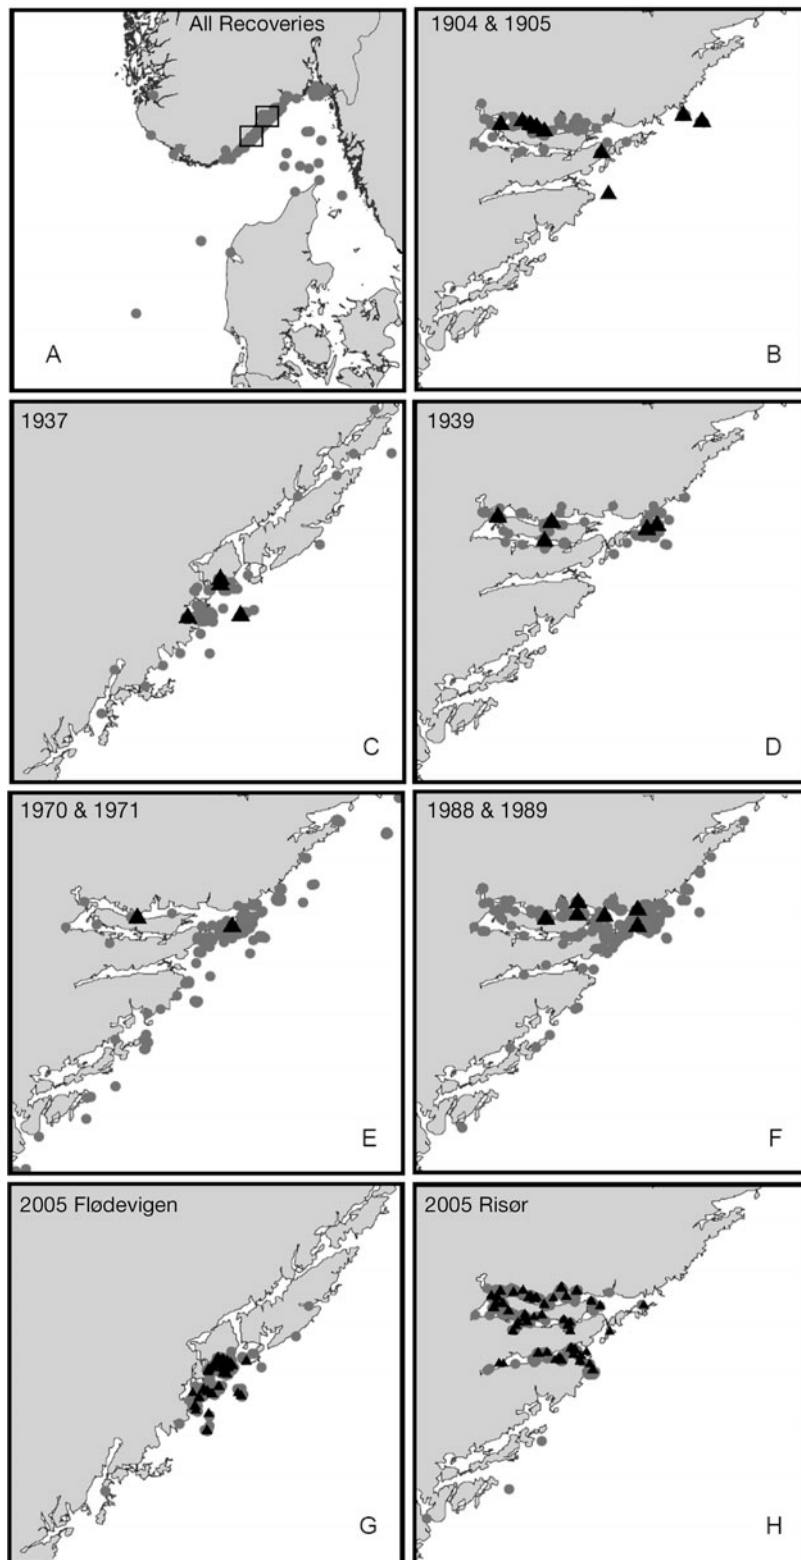 All Recoveries
A
1904 & 1905
B
1937
C
1939
D
1970 & 1971
E
1988 & 1989
F
2005 Flødevigen
G
2005 Risør
H